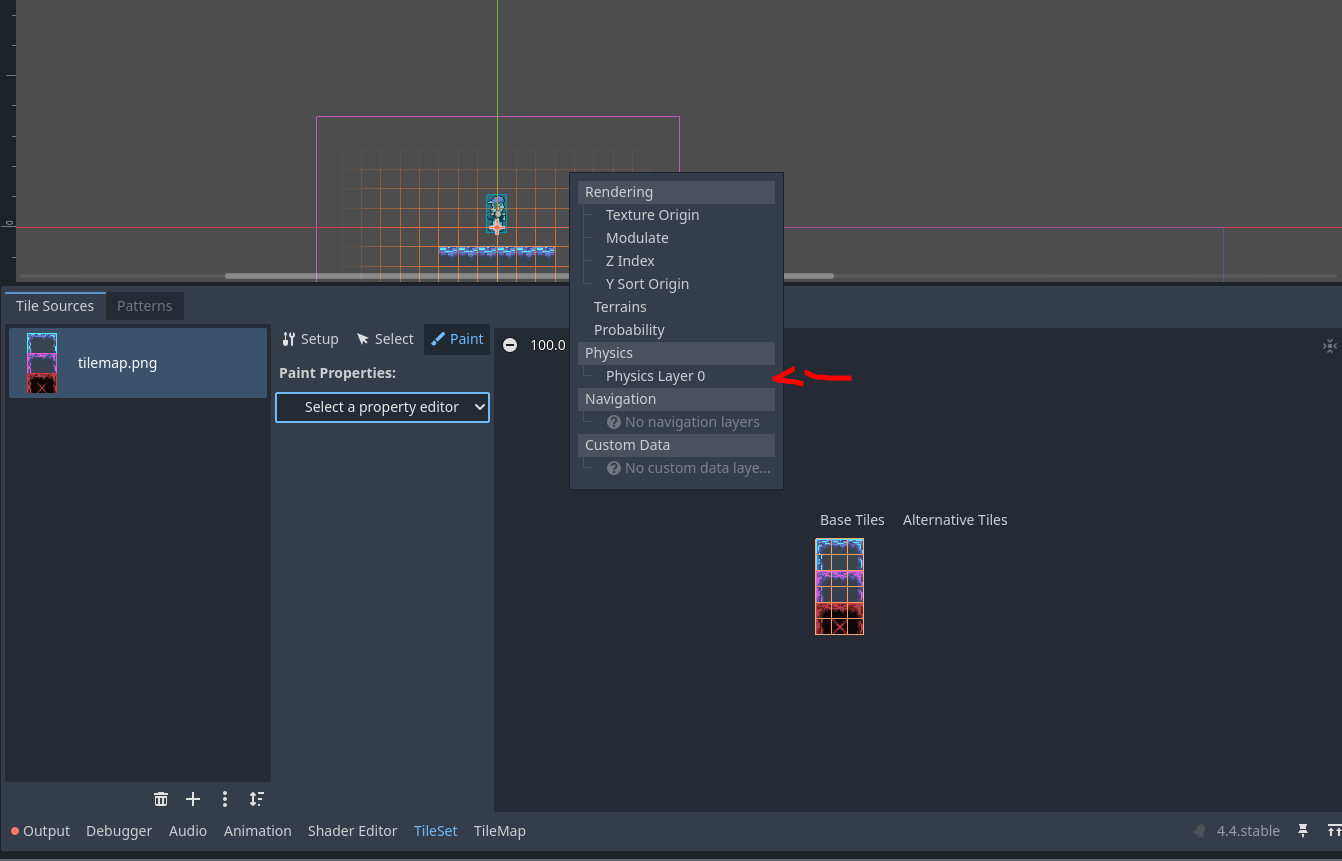 0
Rendering
Texture Origin
Modulate
Z Index
Y Sort Origin
Terrains
Probability
Physics
Physics Layer 0
Navigation
No navigation layers
Custom Data
No custom data laye...
Tile Sources
Patterns
tilemap.png
Setup
Select
Paint
100.0
Paint Properties:
Select a property editor
Base Tiles
Alternative Tiles
Output
Debugger
Audio
Animation
Shader Editor
TileSet
TileMap
4.4.stable